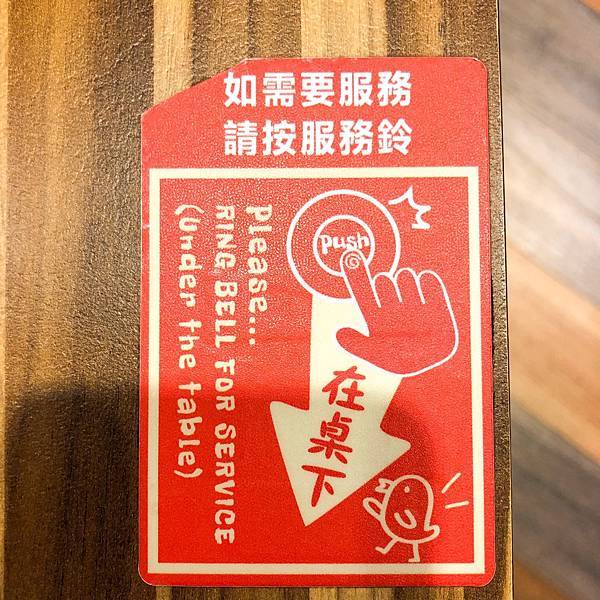 如需要服務
請按服務鈴
Push
在桌下
Please...
RING BELL FOR SERVICE
(Under the table)